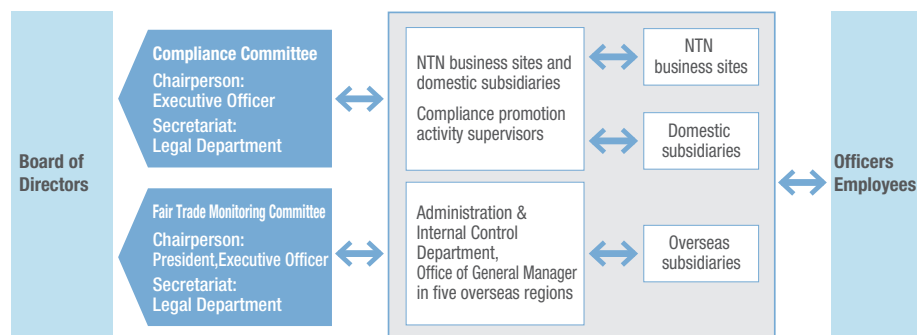 Board of
Directors
Compliance Committee
Chairperson:
Executive Officer
Secretariat:
Legal Department
Fair Trade Monitoring Committee
Chairperson:
President,Executive Officer
Secretariat:
Legal Department
NTN business sites and
domestic subsidiaries
Compliance promotion
activity supervisors
Administration &
Internal Control
Department,
Office of General Manager
in five overseas regions
NTN
business sites
Domestic
subsidiaries
Overseas
subsidiaries
Officers
Employees